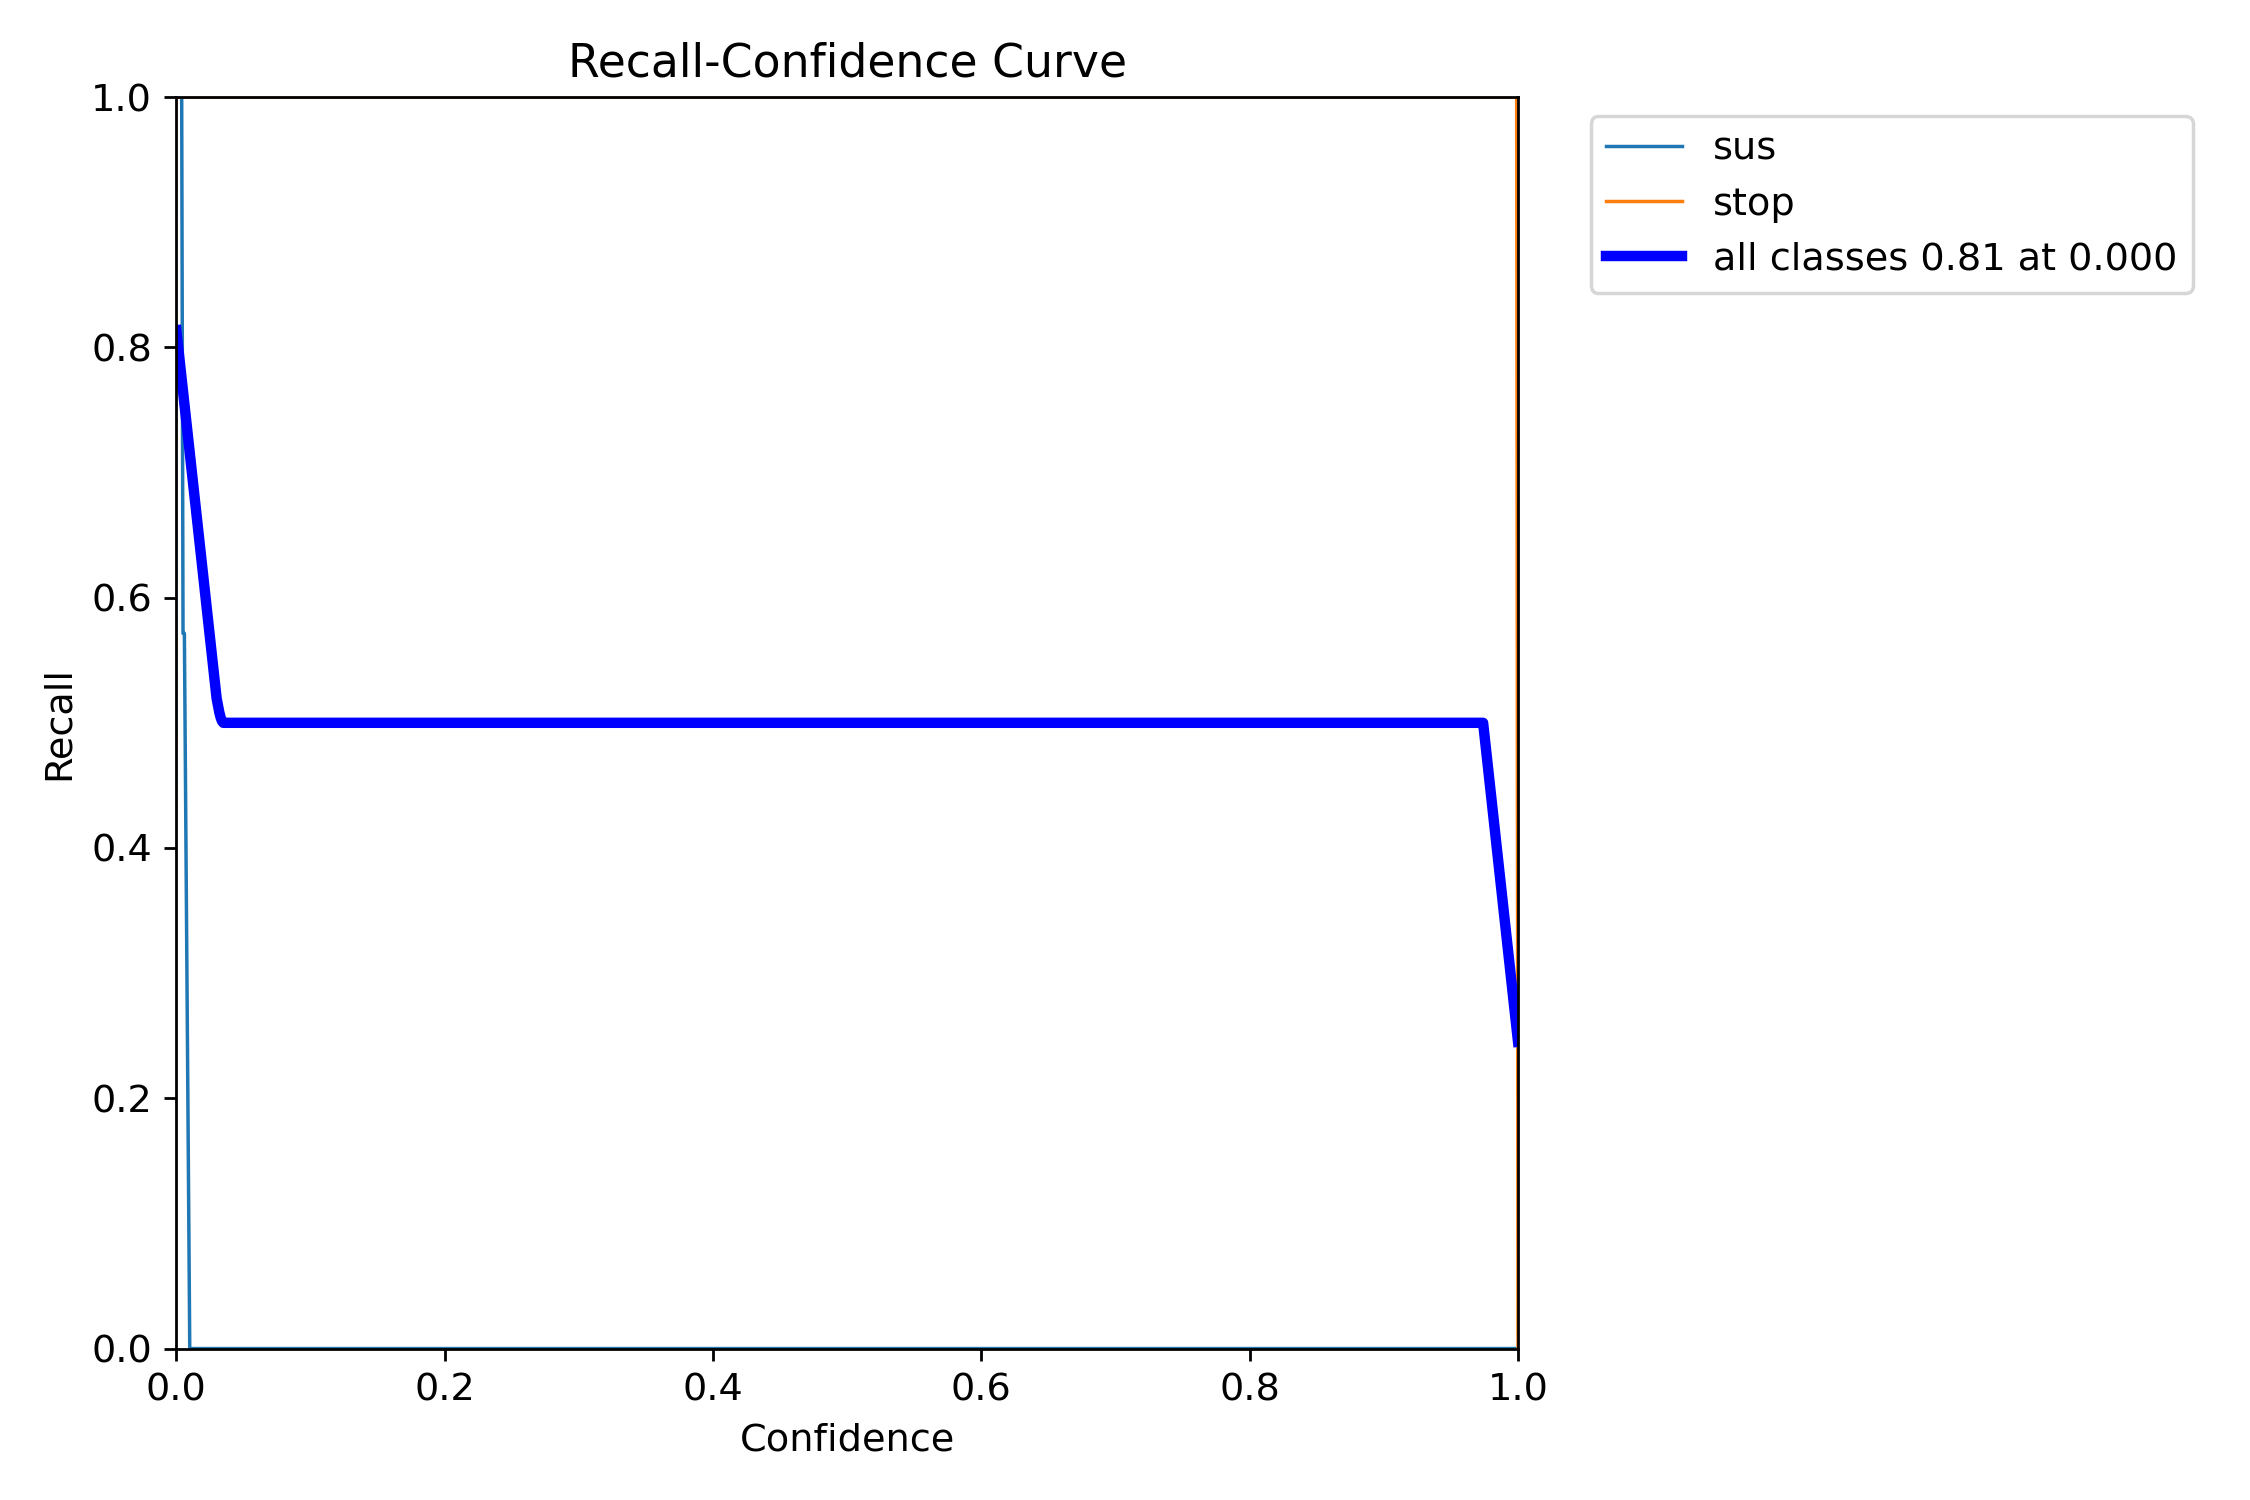 Recall-Confidence Curve
1.0
0.8
0.6
0.4
0.2
0.0
Recall
0.0 0.2 0.4 0.6 0.8 1.0
Confidence
sus
stop
all classes 0.81 at 0.000